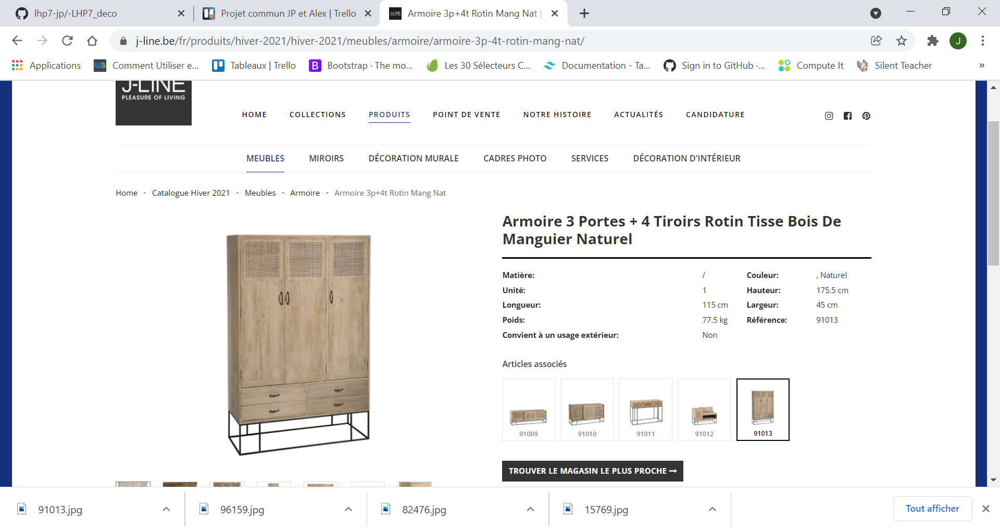 lhp7-jp/-LHP7_deco
Projet commun JP et Alex | Trello
J-LINE
Armoire 3p+4t Rotin Mang Nat |
j-line.be/fr/produits/hiver-2021/hiver-2021/meubles/armoire/armoire-3p-4t-rotin-mang-nat/
J
Applications
WB
Comment Utiliser e...
Tableaux | Trello
B
Bootstrap · The mo...
Les 30 Sélecteurs C...
Documentation - Ta...
Sign in to GitHub ·...
Compute It
Silent Teacher
»
J-LINE
PLEASURE OF LIVING
HOME
COLLECTIONS
PRODUITS
POINT DE VENTE
NOTRE HISTOIRE
ACTUALITÉS
CANDIDATURE
MEUBLES
MIROIRS
DÉCORATION MURALE
CADRES PHOTO
SERVICES
DÉCORATION D'INTÉRIEUR
Home - Catalogue Hiver 2021 - Meubles - Armoire - Armoire 3p+4t Rotin Mang Nat
Armoire 3 Portes + 4 Tiroirs Rotin Tisse Bois De
Manguier Naturel
Matière: / Couleur: , Naturel
Unité: 1 Hauteur: 175.5 cm
Longueur: 115 cm Largeur: 45 cm
Poids: 77.5 kg Référence: 91013
Convient à un usage extérieur: Non
Articles associés
91009
91010
91011
91012
91013
TROUVER LE MAGASIN LE PLUS PROCHE
91013.jpg
96159.jpg
82476.jpg
15769.jpg
Tout afficher